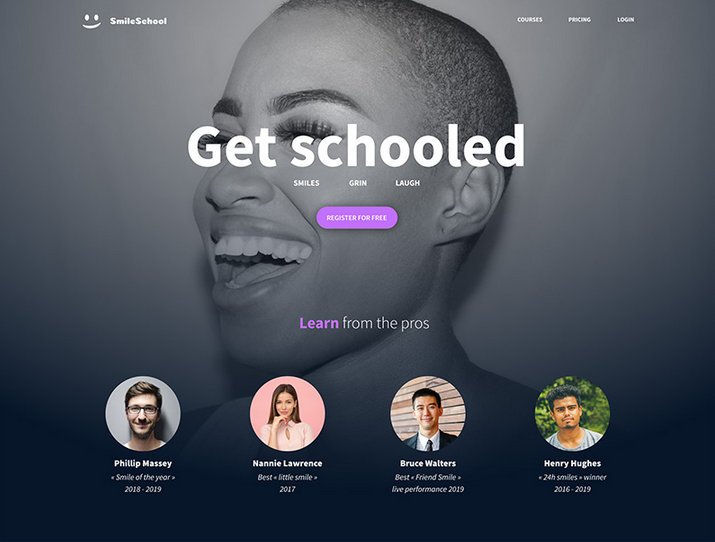 SmileSchool
COURSES PRICING LOGIN
Get schooled
SMILES GRIN LAUGH
REGISTER FOR FREE
Learn from the pros
Phillip Massey Nannie Lawrence Bruce Walters Henry Hughes
« Smile of the year » Best « little smile » Best « Friend Smile » « 24h smiles » winner
2018 - 2019 2017 live performance 2019 2016 - 2019